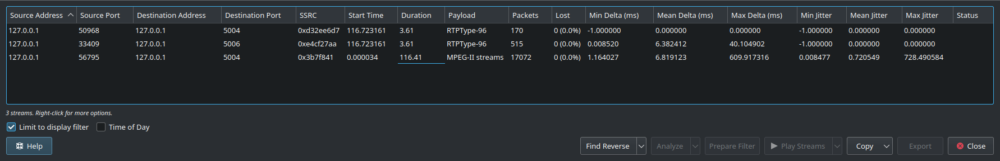 Source Address Source Port Destination Address Destination Port SSRC Start Time Duration Payload Packets Lost Min Delta (ms) Mean Delta (ms) Max Delta (ms) Min Jitter Mean Jitter Max Jitter Status
127.0.0.1 50968 127.0.0.1 5004 0xd32ee6d7 116.723161 3.61 RTPType-96 170 0 (0.0%) -1.000000 0.000000 0.000000 -1.000000 0.000000 0.000000
127.0.0.1 33409 127.0.0.1 5006 0xe4cf27aa 116.723161 3.61 RTPType-96 515 0 (0.0%) 0.008520 6.382412 40.104902 -1.000000 0.000000 0.000000
127.0.0.1 56795 127.0.0.1 5004 0x3b7f841 0.000034 116.41 MPEG-II streams 17072 0 (0.0%) 1.164027 6.819123 609.917316 0.008477 0.720549 728.490584
3 streams. Right-click for more options.
Limit to display filter Time of Day
Help Find Reverse Analyze Prepare Filter Play Streams Copy Export Close